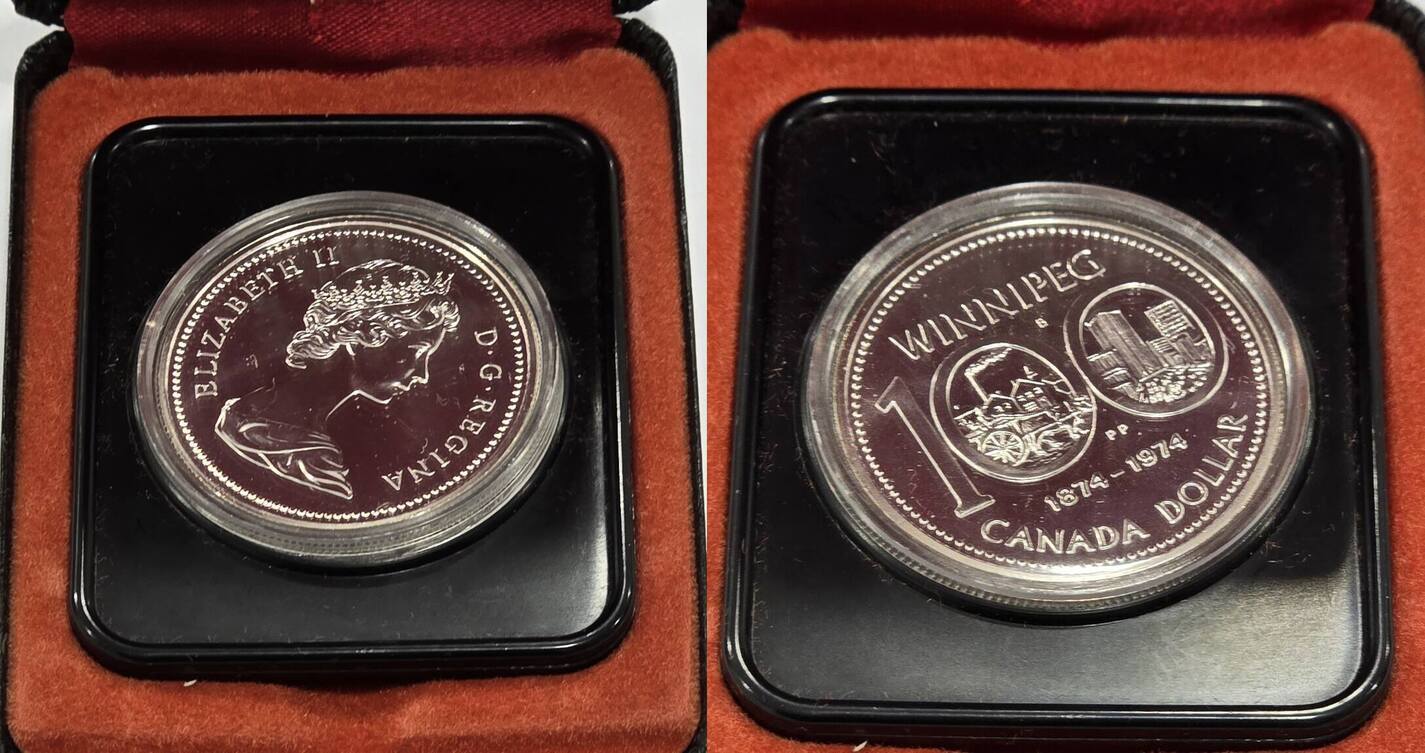 ELIZABETH II
D·G·REGINA
WINNIPEG
B
100
PP
1874-1974
CANADA DOLLAR